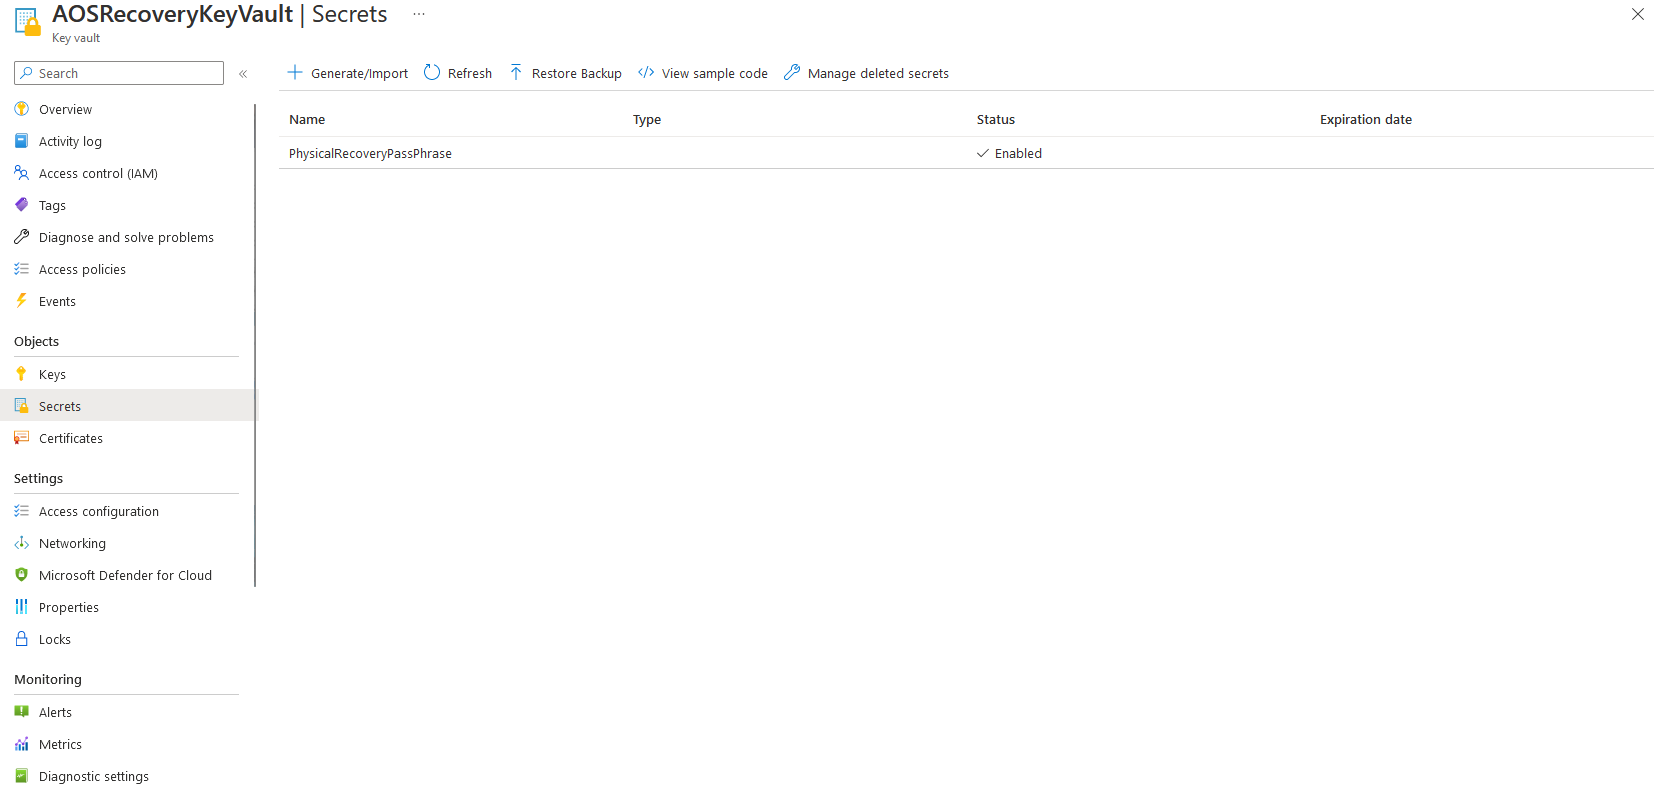 AOSRecoveryKeyVault | Secrets ...
Key vault
Search «
Generate/Import Refresh Restore Backup View sample code Manage deleted secrets
Overview
Activity log
Access control (IAM)
Tags
Diagnose and solve problems
Access policies
Events
Objects
Keys
Secrets
Certificates
Settings
Access configuration
Networking
Microsoft Defender for Cloud
Properties
Locks
Monitoring
Alerts
Metrics
Diagnostic settings
Name Type Status Expiration date
PhysicalRecoveryPassPhrase Enabled